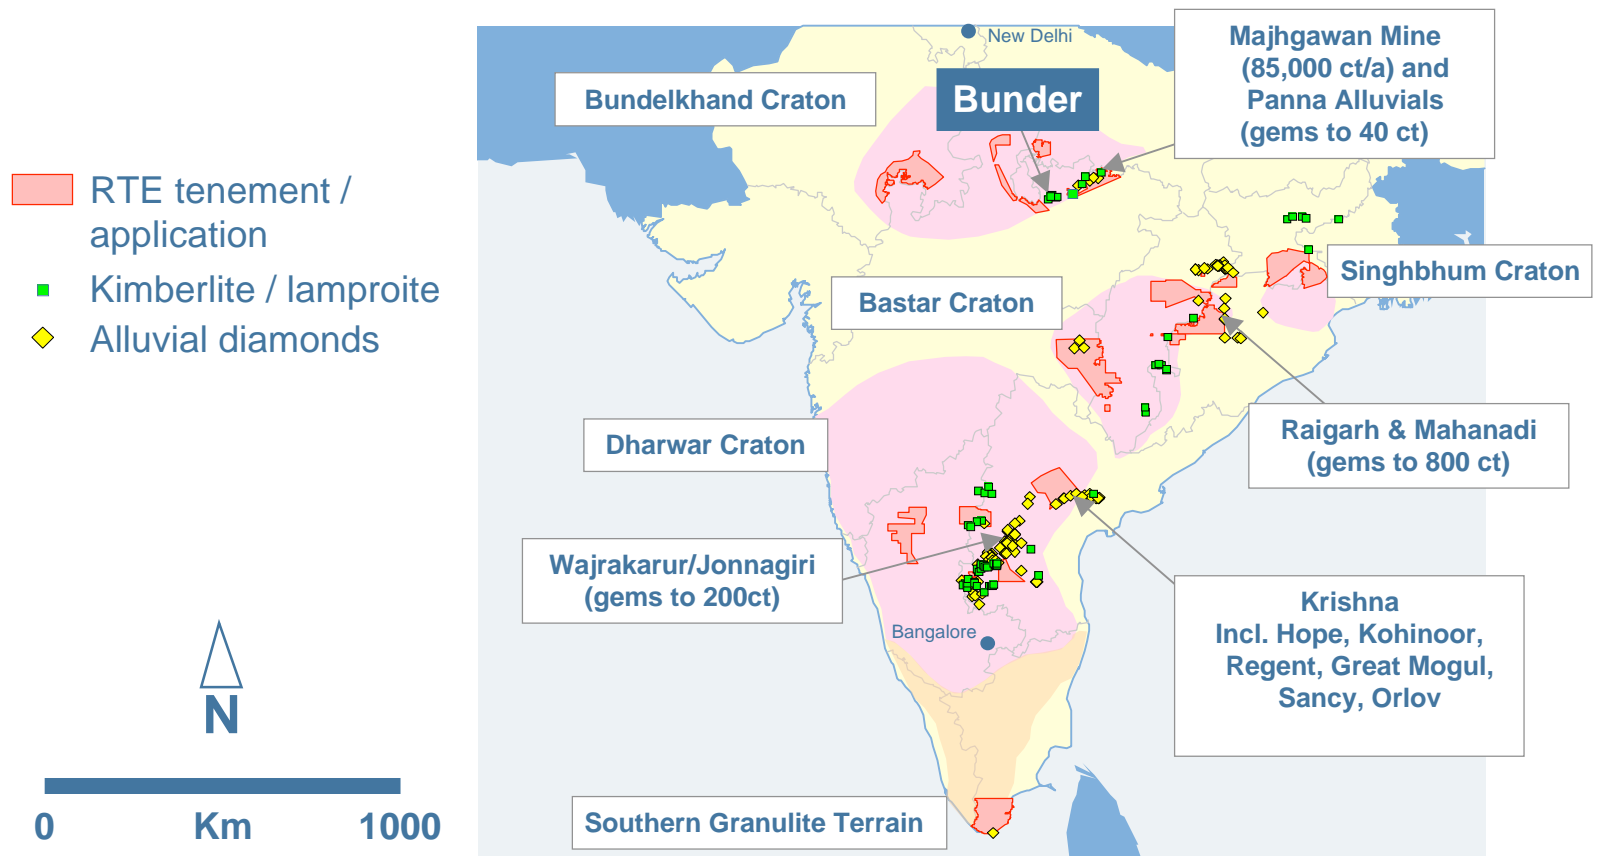 New Delhi
Majhgawan Mine
(85,000 ct/a) and
Panna Alluvials
(gems to 40 ct)
Bundelkhand Craton
Bunder
RTE tenement /
application
Kimberlite / lamproite
Alluvial diamonds
Singhbhum Craton
Bastar Craton
Raigarh & Mahanadi
(gems to 800 ct)
Dharwar Craton
Wajrakarur/Jonnagiri
(gems to 200ct)
Krishna
Incl. Hope, Kohinoor,
Regent, Great Mogul,
Sancy, Orlov
Bangalore
N
0 Km 1000
Southern Granulite Terrain